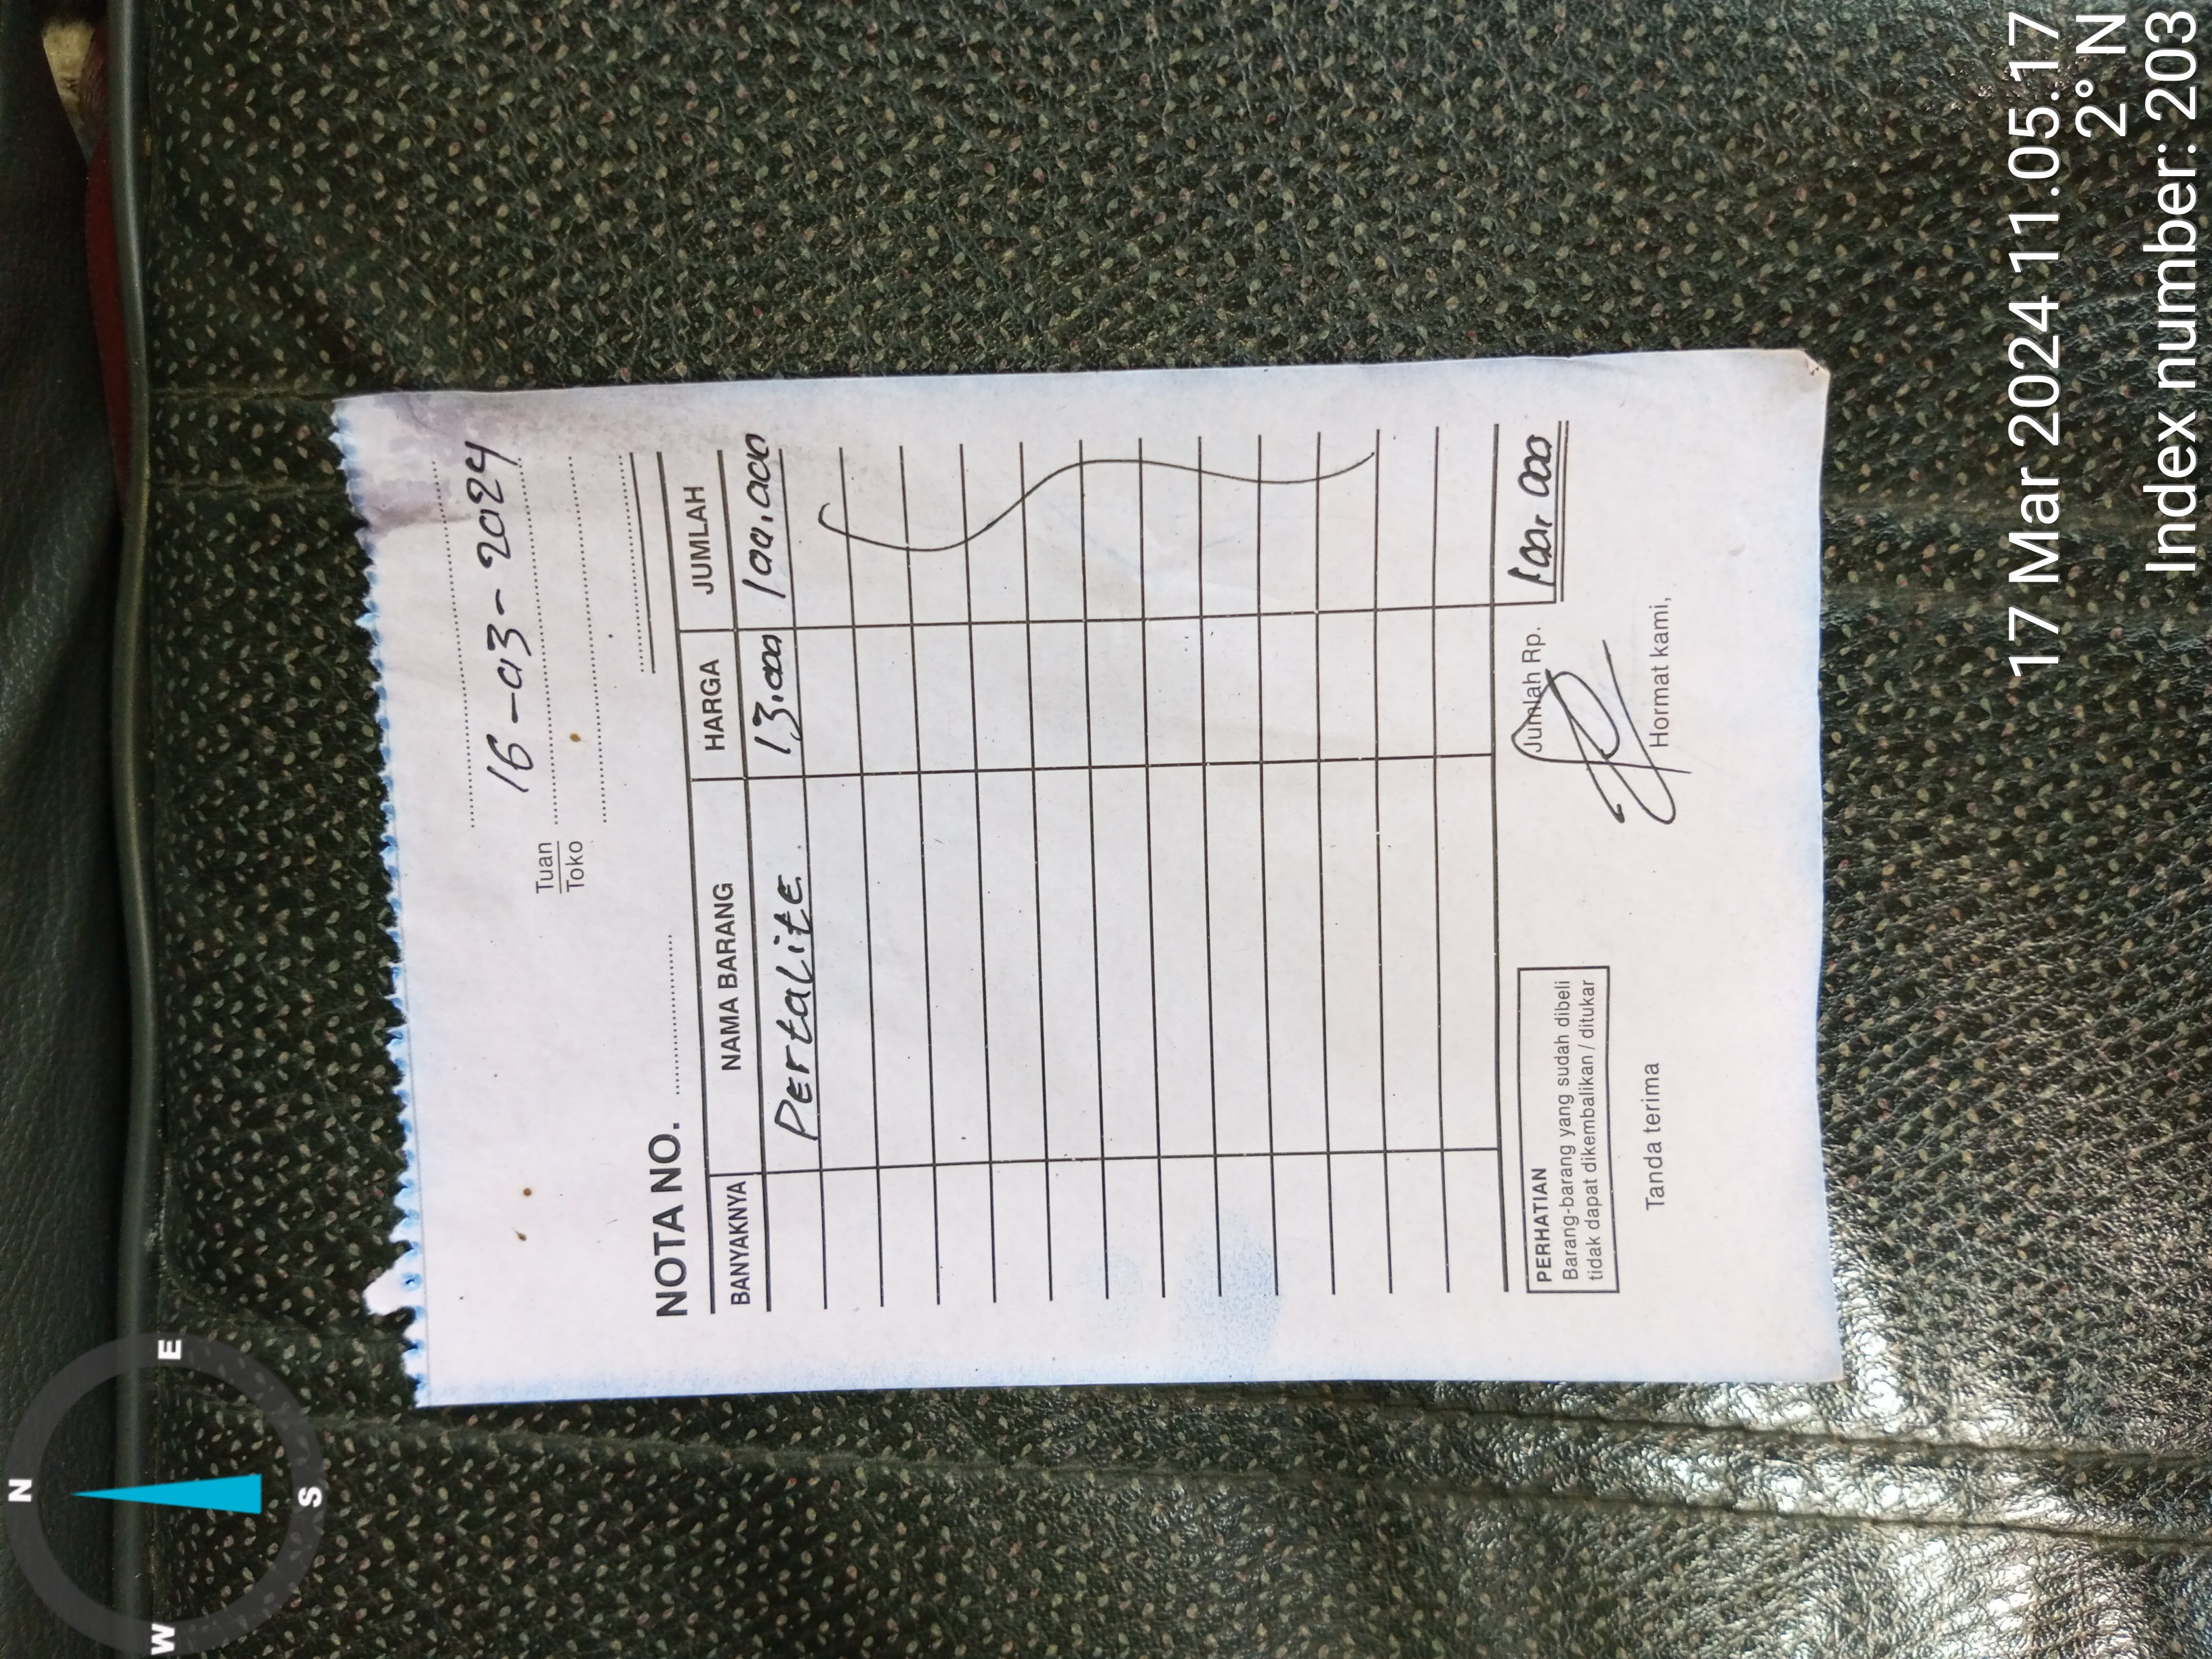 16-03-2024
Tuan
Toko
NOTA NO.
BANYAKNYA NAMA BARANG HARGA JUMLAH
PertaLitE 13.000 100.000
Jumlah Rp. 100.000
PERHATIAN
Barang-barang yang sudah dibeli
tidak dapat dikembalikan / ditukar
Tanda terima Hormat kami,
N
E
S
W
17 Mar 2024 11.05.17
2° N
Index number: 203